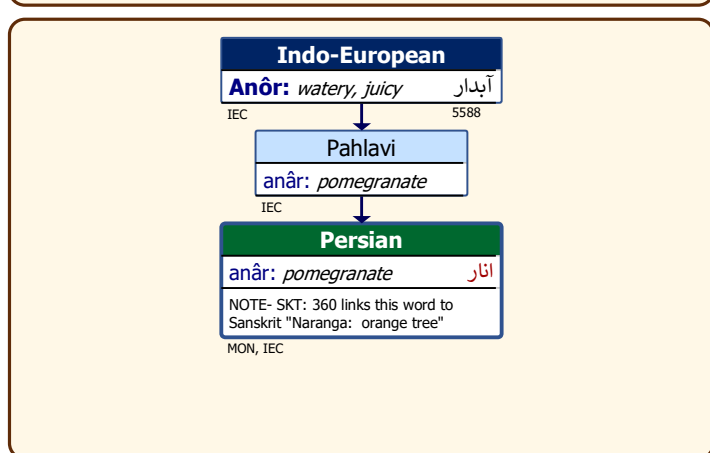 Indo-European
Anôr: watery, juicy آبدار
IEC 5588
Pahlavi
anâr: pomegranate
IEC
Persian
anâr: pomegranate انار
NOTE- SKT: 360 links this word to
Sanskrit "Naranga: orange tree"
MON, IEC